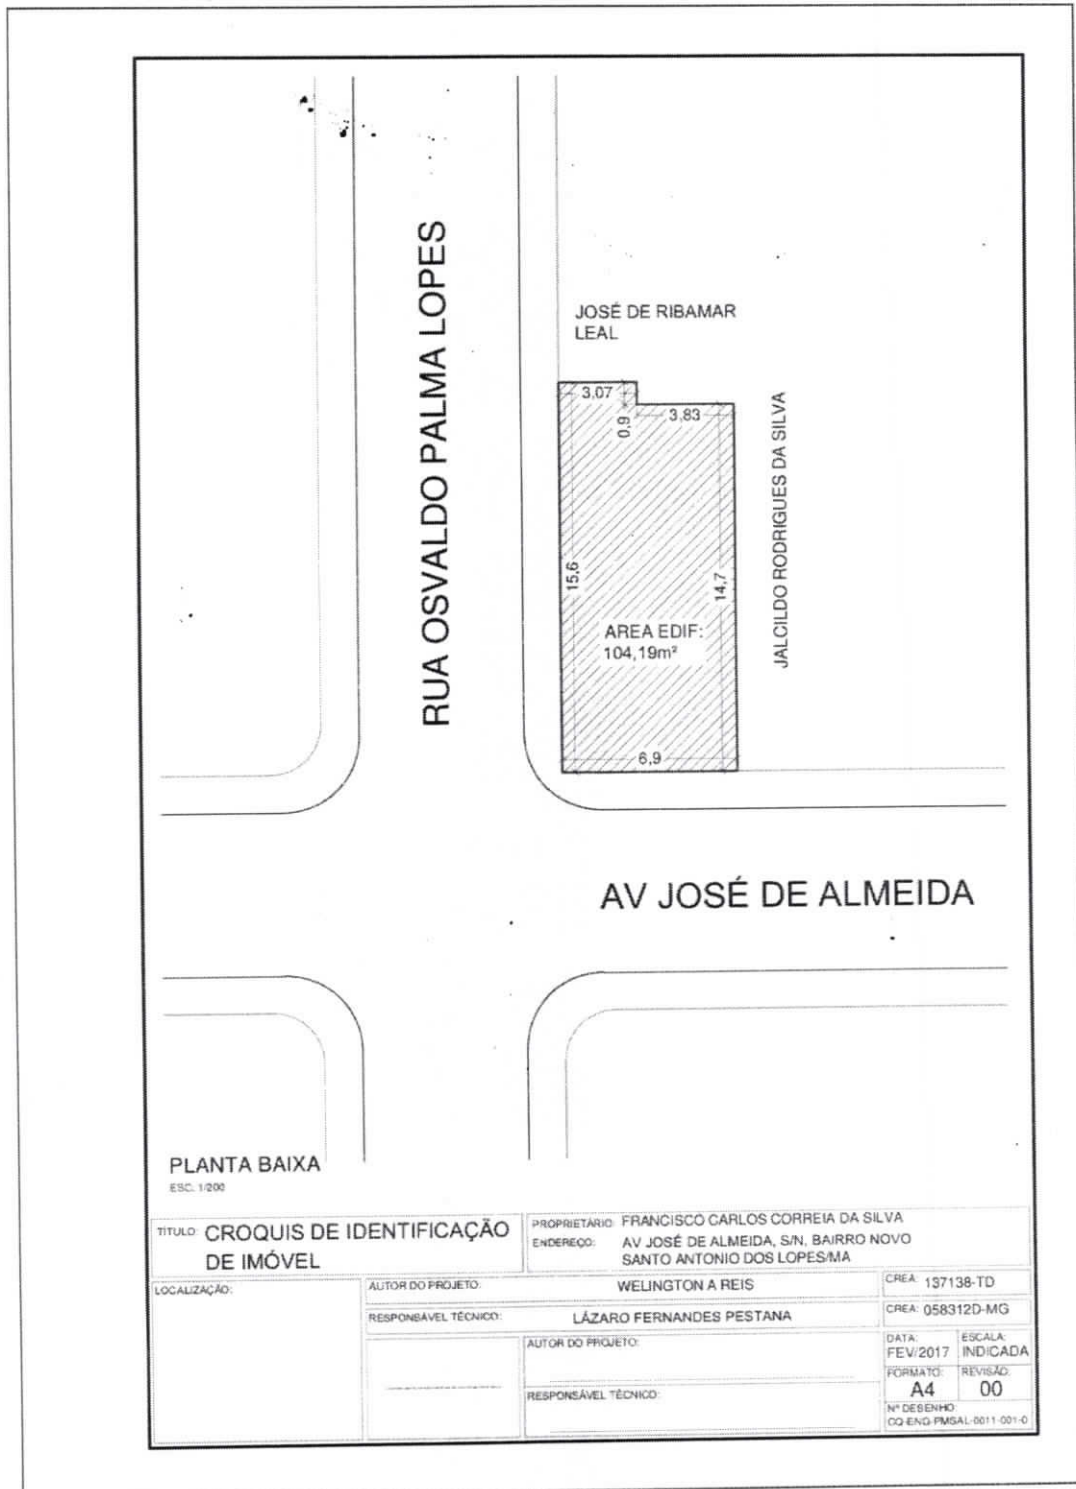 RUA OSVALDO PALMA LOPES
JOSÉ DE RIBAMAR
LEAL
3,07
0,9
3,83
JALCILDO RODRIGUES DA SILVA
15,6
14,7
AREA EDIF:
104,19m²
6,9
AV JOSÉ DE ALMEIDA
PLANTA BAIXA
ESC: 1/200
TÍTULO: CROQUIS DE IDENTIFICAÇÃO
DE IMÓVEL
PROPRIETÁRIO: FRANCISCO CARLOS CORREIA DA SILVA
ENDEREÇO: AV JOSÉ DE ALMEIDA, S/N, BAIRRO NOVO
SANTO ANTONIO DOS LOPES/MA
LOCALIZAÇÃO:
AUTOR DO PROJETO: WELINGTON A REIS
CREA: 137138-TD
RESPONSÁVEL TÉCNICO: LÁZARO FERNANDES PESTANA
CREA: 058312D-MG
AUTOR DO PROJETO:
RESPONSÁVEL TÉCNICO:
DATA: ESCALA:
FEV/2017 INDICADA
FORMATO: REVISÃO:
A4 00
Nº DESENHO:
CQ-ENG-PMSAL-0011-001-0